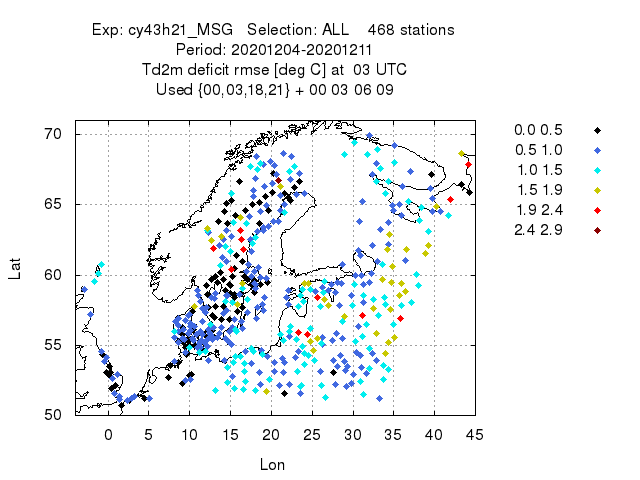 Exp: cy43h21_MSG   Selection: ALL    468 stations
Period: 20201204-20201211
Td2m deficit rmse [deg C] at  03 UTC
Used {00,03,18,21} + 00 03 06 09
0.0 0.5
0.5 1.0
1.0 1.5
1.5 1.9
1.9 2.4
2.4 2.9
70
65
60
55
50
Lat
0 5 10 15 20 25 30 35 40 45
Lon